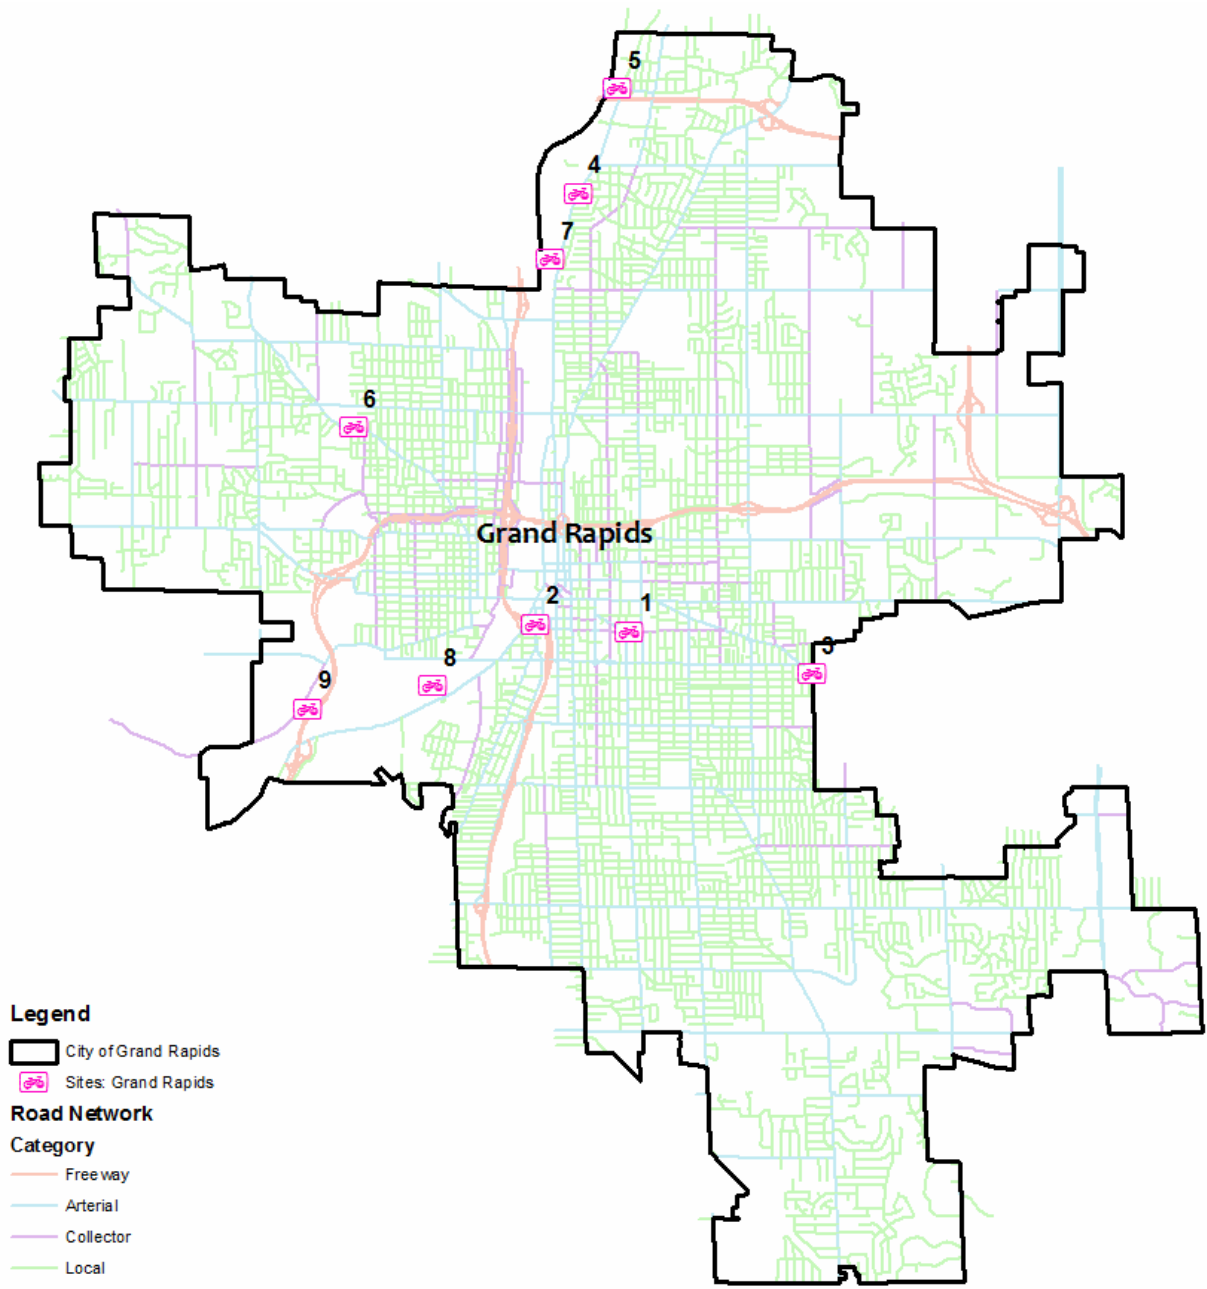 5
4
7
6
Grand Rapids
2
1
3
8
9
Legend
City of Grand Rapids
Sites: Grand Rapids
Road Network
Category
Freeway
Arterial
Collector
Local